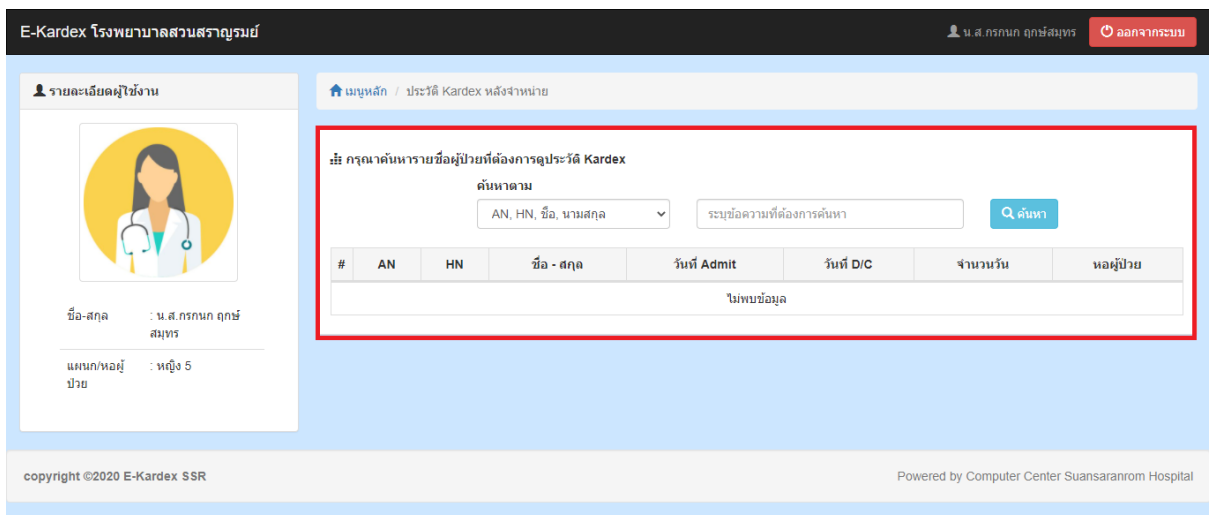 E-Kardex โรงพยาบาลสวนสราญรมย์
น.ส.กรกนก ฤกษ์สมุทร
ออกจากระบบ
รายละเอียดผู้ใช้งาน
เมนูหลัก / ประวัติ Kardex หลังจำหน่าย
กรุณาค้นหารายชื่อผู้ป่วยที่ต้องการดูประวัติ Kardex
ค้นหาตาม
AN, HN, ชื่อ, นามสกุล
ระบุข้อความที่ต้องการค้นหา
ค้นหา
# AN HN ชื่อ - สกุล วันที่ Admit วันที่ D/C จำนวนวัน หอผู้ป่วย
ไม่พบข้อมูล
ชื่อ-สกุล : น.ส.กรกนก ฤกษ์
สมุทร
แผนก/หอผู้ : หญิง 5
ป่วย
copyright ©2020 E-Kardex SSR
Powered by Computer Center Suansaranrom Hospital